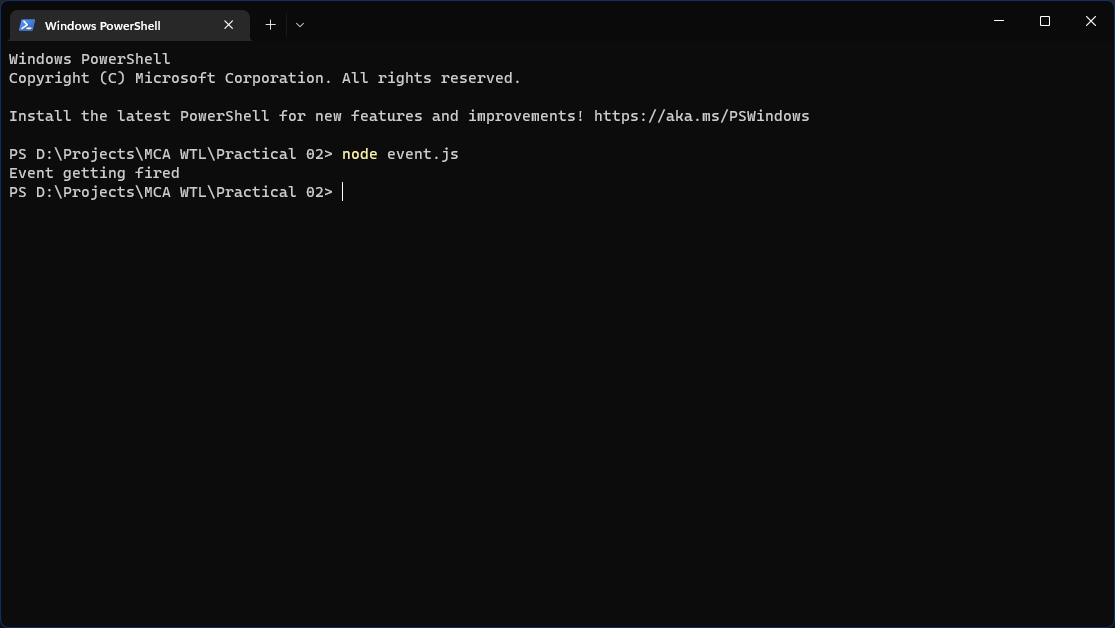 Windows PowerShell
Windows PowerShell
Copyright (C) Microsoft Corporation. All rights reserved.
Install the latest PowerShell for new features and improvements! https://aka.ms/PSWindows
PS D:\Projects\MCA WTL\Practical 02> node event.js
Event getting fired
PS D:\Projects\MCA WTL\Practical 02>